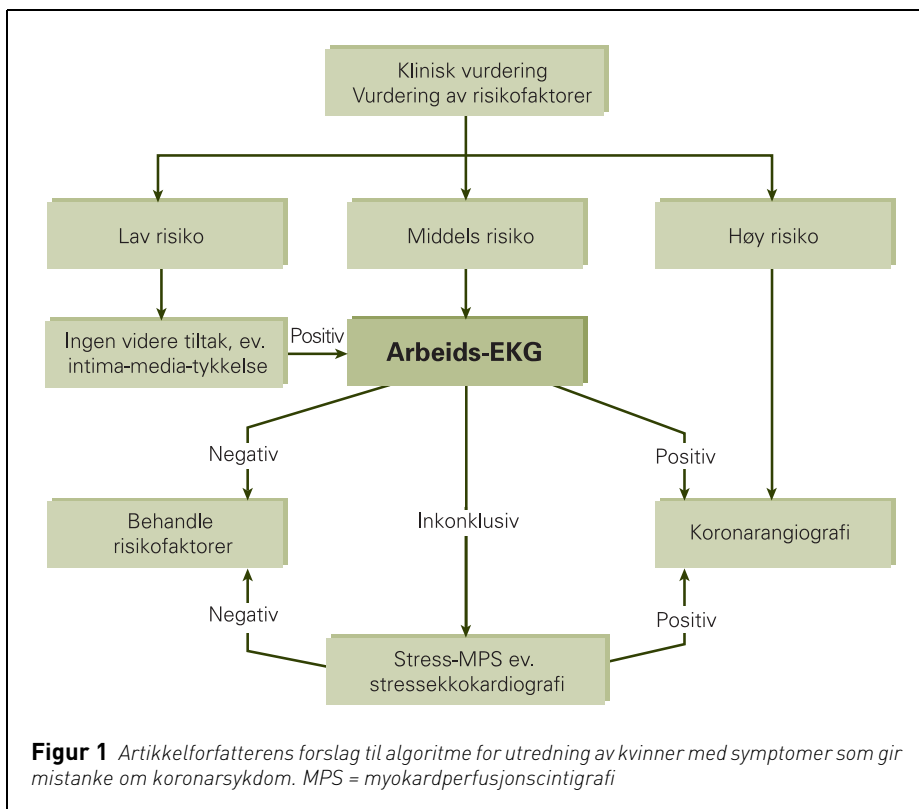 Klinisk vurdering
Vurdering av risikofaktorer
Lav risiko
Middels risiko
Høy risiko
Ingen videre tiltak, ev.
intima-media-tykkelse
Positiv
Arbeids-EKG
Negativ
Positiv
Behandle
risikofaktorer
Inkonklusiv
Koronarangiografi
Negativ
Positiv
Stress-MPS ev.
stressekkokardiografi
Figur 1 Artikkelforfatterens forslag til algoritme for utredning av kvinner med symptomer som gir
mistanke om koronarsykdom. MPS = myokardperfusjonscintigrafi